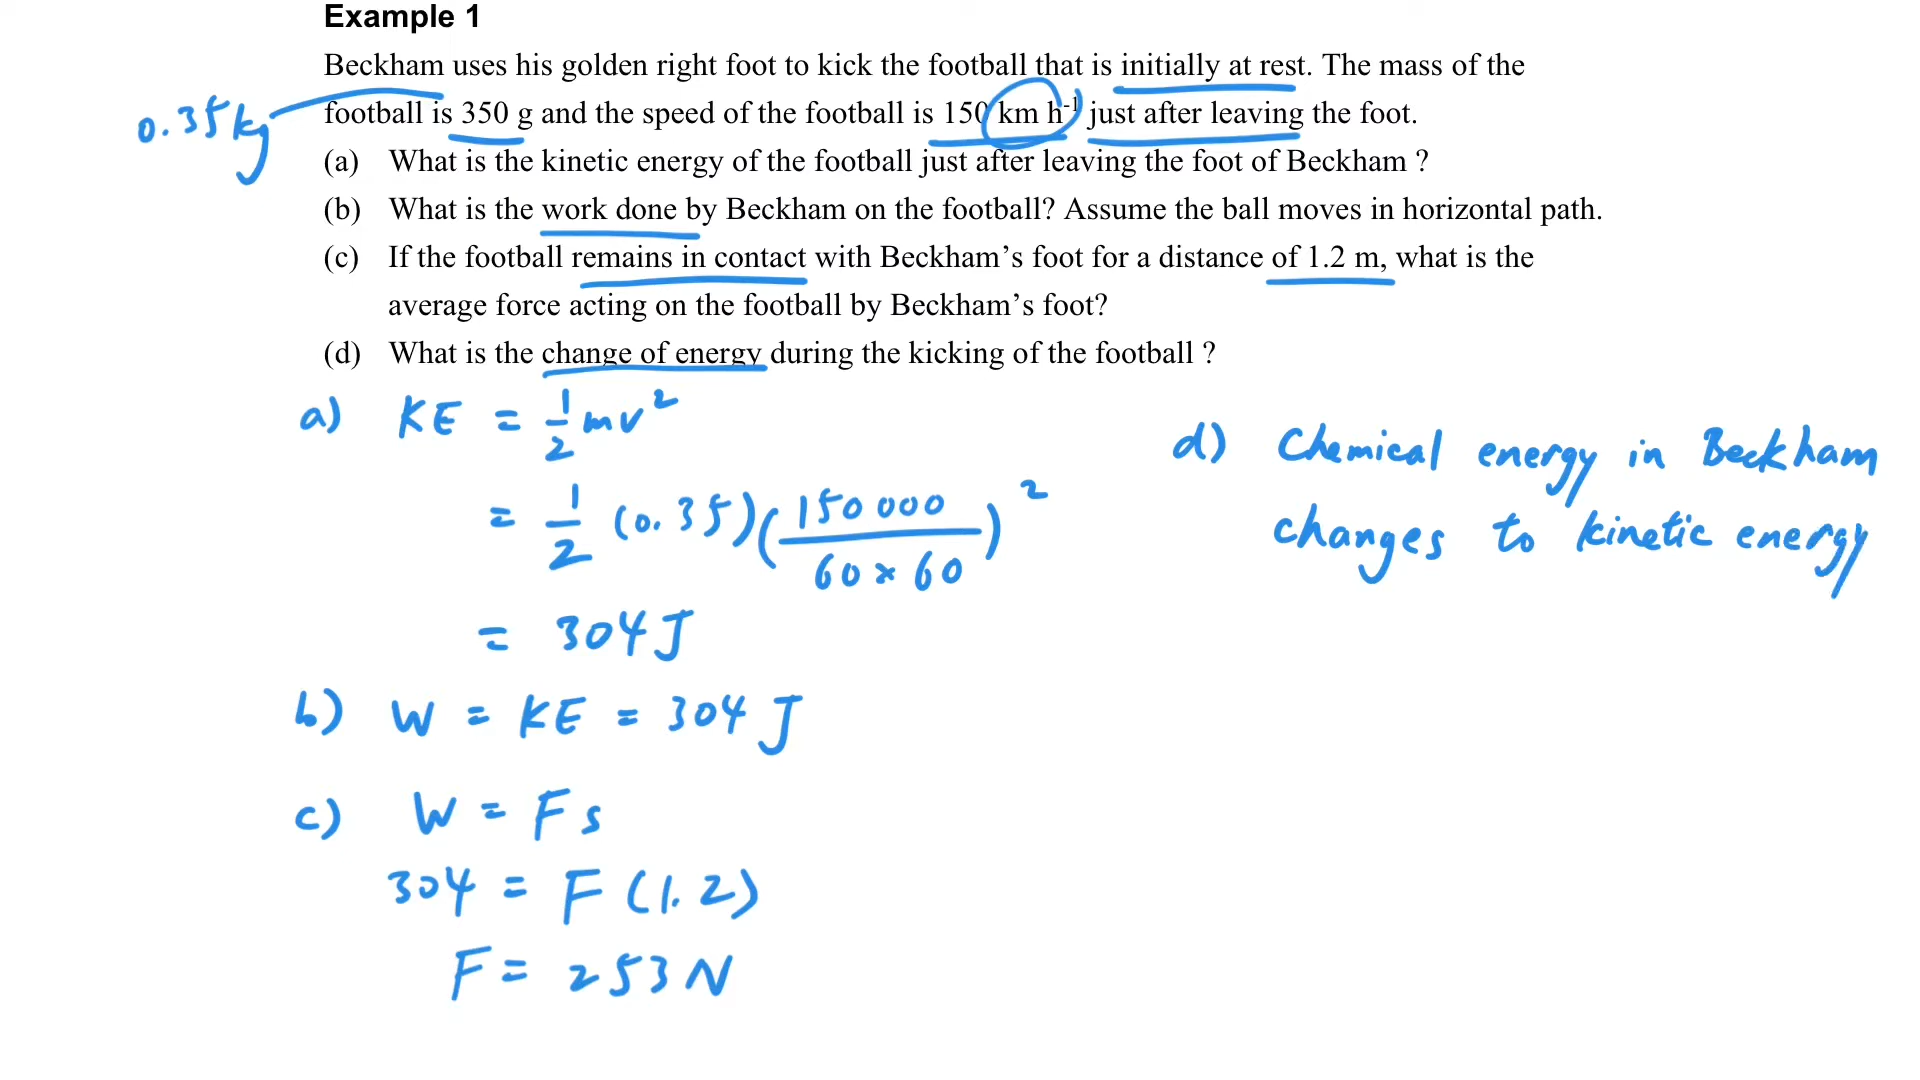 Example 1
Beckham uses his golden right foot to kick the football that is initially at rest. The mass of the
football is 350 g and the speed of the football is 150 km h⁻¹ just after leaving the foot.
0.35kg
(a) What is the kinetic energy of the football just after leaving the foot of Beckham ?
(b) What is the work done by Beckham on the football? Assume the ball moves in horizontal path.
(c) If the football remains in contact with Beckham’s foot for a distance of 1.2 m, what is the
average force acting on the football by Beckham’s foot?
(d) What is the change of energy during the kicking of the football ?
a) KE = 1/2 mv²
= 1/2 (0.35)(150 000 / 60 × 60)²
= 304 J
b) W = KE = 304 J
c) W = Fs
304 = F (1.2)
F = 253 N
d) Chemical energy in Beckham
changes to kinetic energy